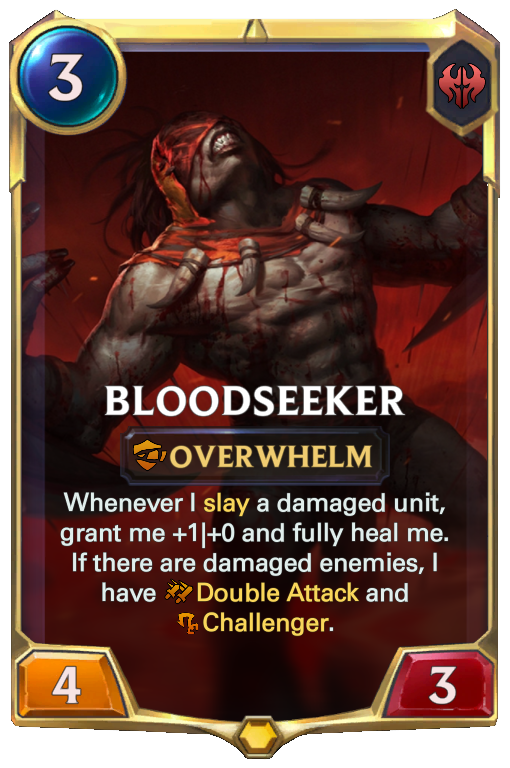 3
BLOODSEEKER
OVERWHELM
Whenever I slay a damaged unit,
grant me +1|+0 and fully heal me.
If there are damaged enemies, I
have Double Attack and
Challenger.
4
3